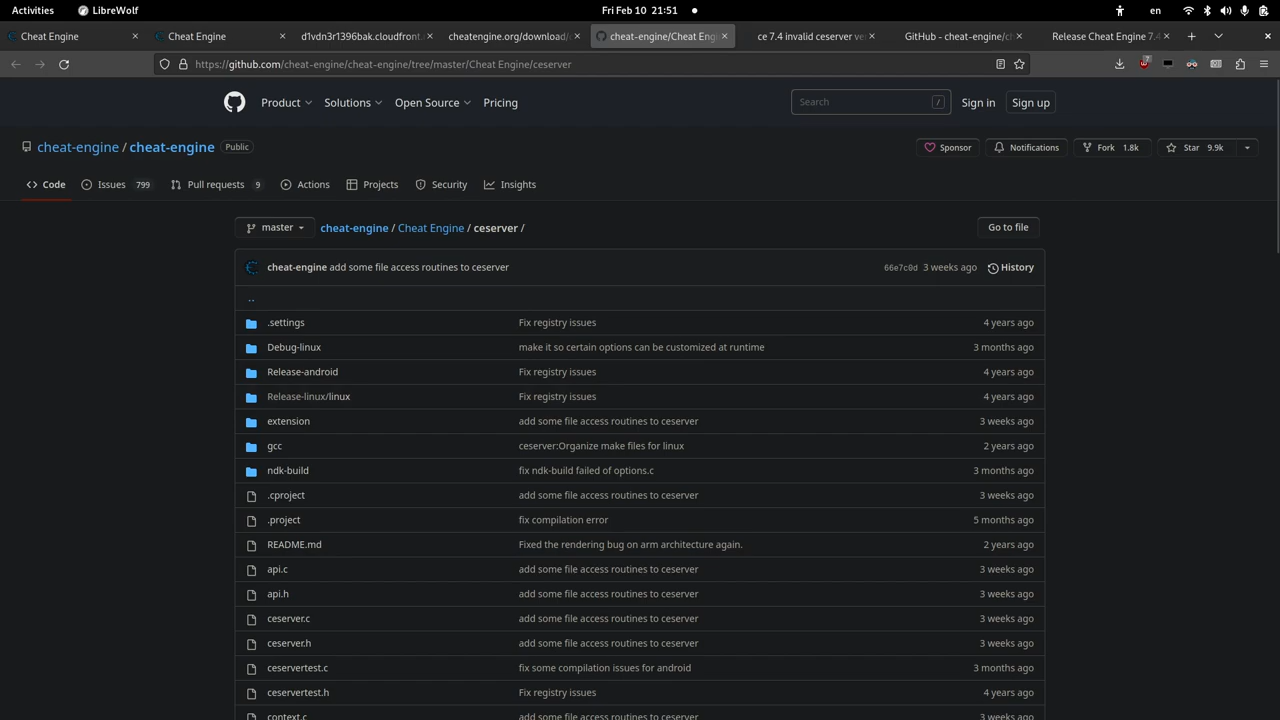 Activities LibreWolf Fri Feb 10 21:51 en
Cheat Engine Cheat Engine d1vdn3r1396bak.cloudfront. cheatengine.org/download/c cheat-engine/Cheat Eng ce 7.4 invalid ceserver ve GitHub - cheat-engine/ch Release Cheat Engine 7.4
https://github.com/cheat-engine/cheat-engine/tree/master/Cheat Engine/ceserver 7
Product Solutions Open Source Pricing Search / Sign in Sign up
cheat-engine / cheat-engine Public Sponsor Notifications Fork 1.8k Star 9.9k
Code Issues 799 Pull requests 9 Actions Projects Security Insights
master cheat-engine / Cheat Engine / ceserver / Go to file
cheat-engine add some file access routines to ceserver 66e7c0d 3 weeks ago History
..
.settings Fix registry issues 4 years ago
Debug-linux make it so certain options can be customized at runtime 3 months ago
Release-android Fix registry issues 4 years ago
Release-linux/linux Fix registry issues 4 years ago
extension add some file access routines to ceserver 3 weeks ago
gcc ceserver:Organize make files for linux 2 years ago
ndk-build fix ndk-build failed of options.c 3 months ago
.cproject add some file access routines to ceserver 3 weeks ago
.project fix compilation error 5 months ago
README.md Fixed the rendering bug on arm architecture again. 2 years ago
api.c add some file access routines to ceserver 3 weeks ago
api.h add some file access routines to ceserver 3 weeks ago
ceserver.c add some file access routines to ceserver 3 weeks ago
ceserver.h add some file access routines to ceserver 3 weeks ago
ceservertest.c fix some compilation issues for android 3 months ago
ceservertest.h Fix registry issues 4 years ago
context.c add some file access routines to ceserver 3 weeks ago